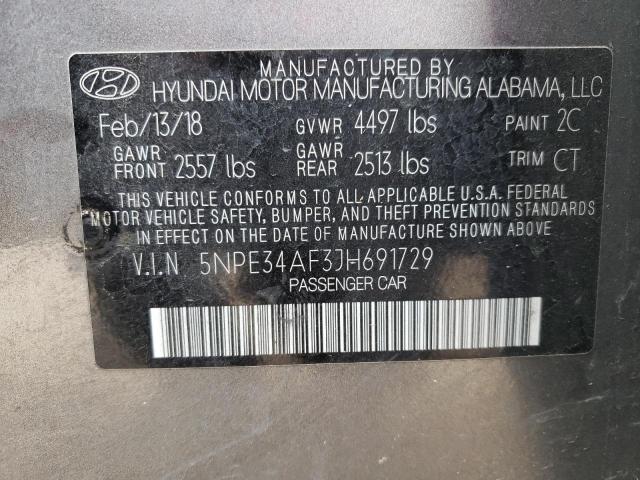 MANUFACTURED BY
HYUNDAI MOTOR MANUFACTURING ALABAMA, LLC
Feb/13/18 GVWR 4497 lbs PAINT 2C
GAWR FRONT 2557 lbs GAWR REAR 2513 lbs TRIM CT
THIS VEHICLE CONFORMS TO ALL APPLICABLE U.S.A. FEDERAL
MOTOR VEHICLE SAFETY, BUMPER, AND THEFT PREVENTION STANDARDS
IN EFFECT ON THE DATE OF MANUFACTURE SHOWN ABOVE
V.I.N 5NPE34AF3JH691729
PASSENGER CAR